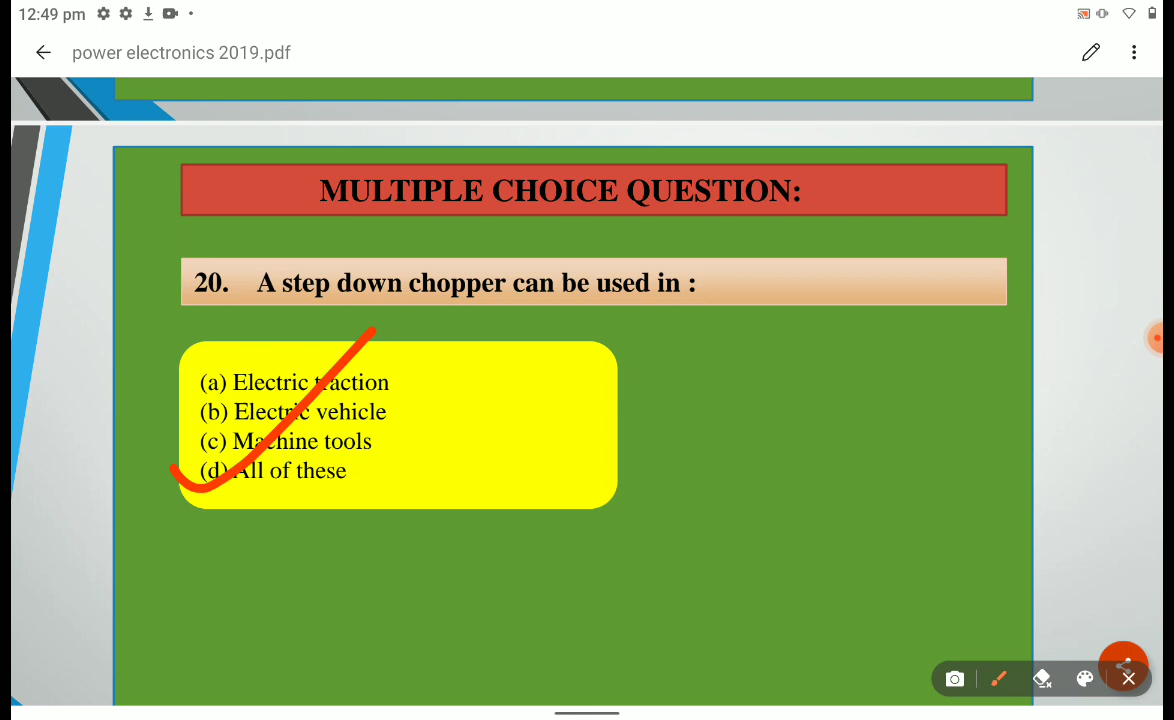 12:49 pm
power electronics 2019.pdf
MULTIPLE CHOICE QUESTION:
20. A step down chopper can be used in :
(a) Electric traction
(b) Electric vehicle
(c) Machine tools
(d) All of these